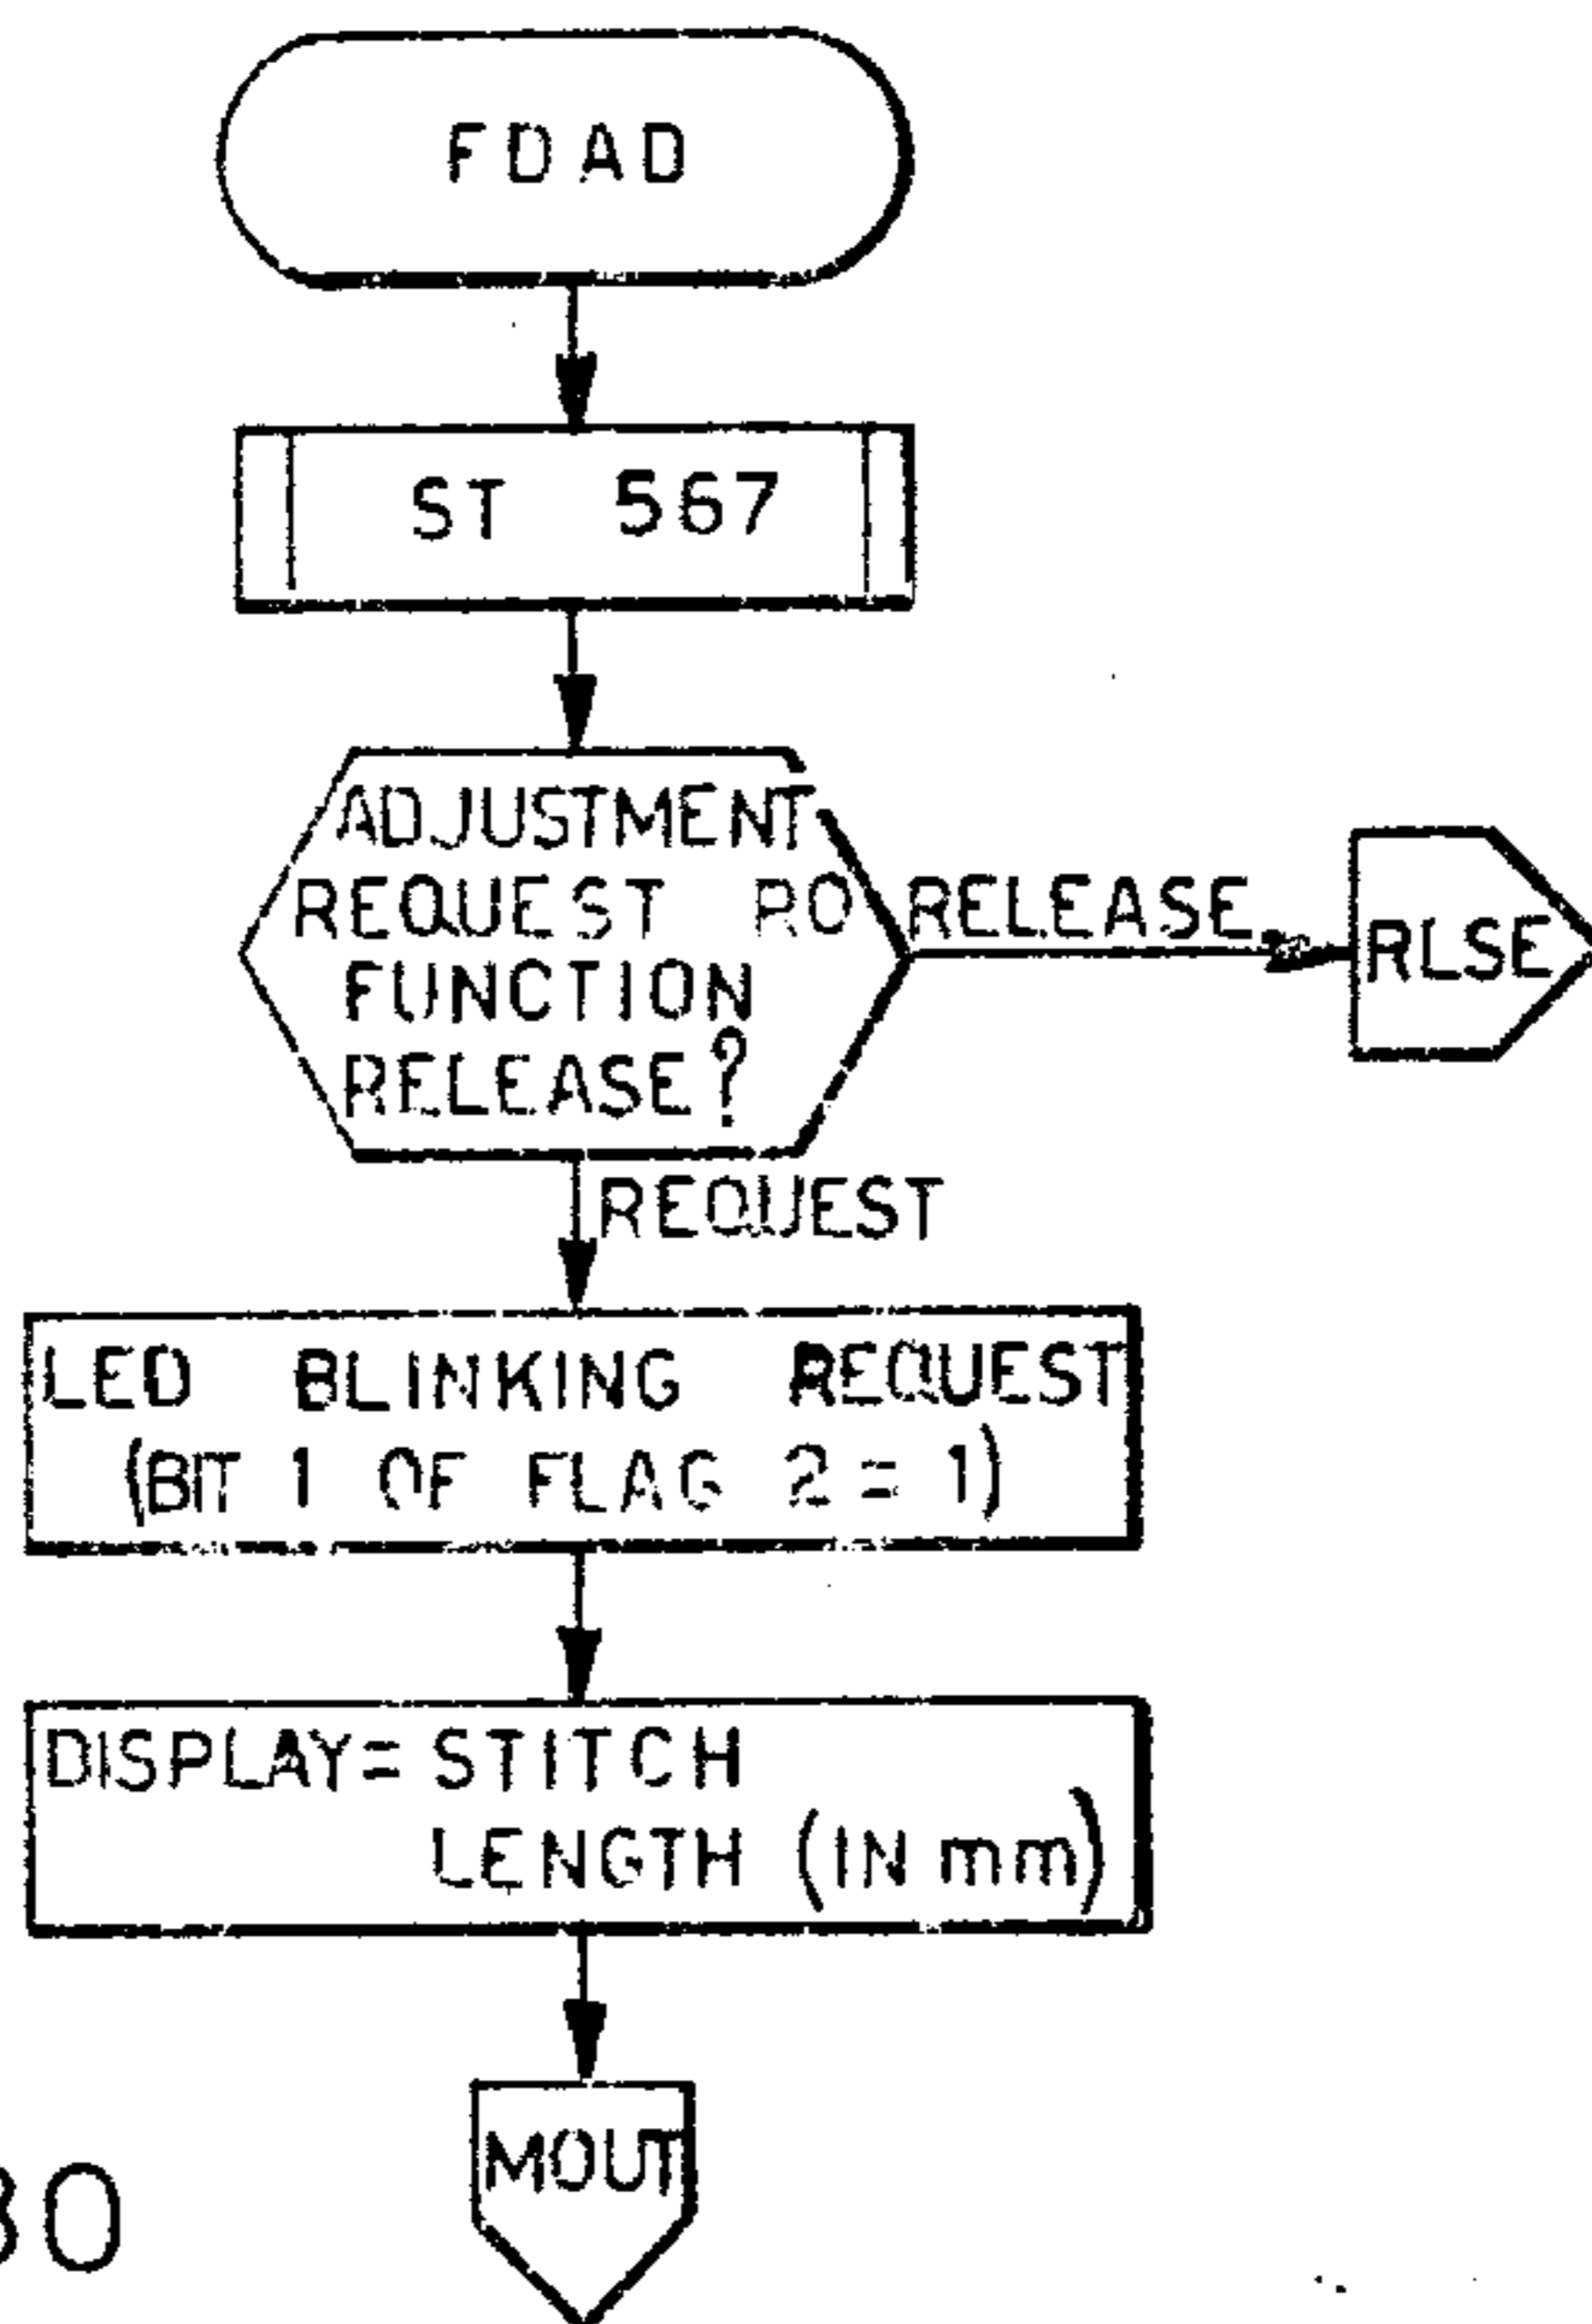 FDAD
ST 567
ADJUSTMENT
REQUEST RO
FUNCTION
RELEASE?
RELEASE
RLSE
REQUEST
LED BLINKING REQUEST
(BIT 1 OF FLAG 2 = 1)
DISPLAY= STITCH
LENGTH (IN mm)
MOUT